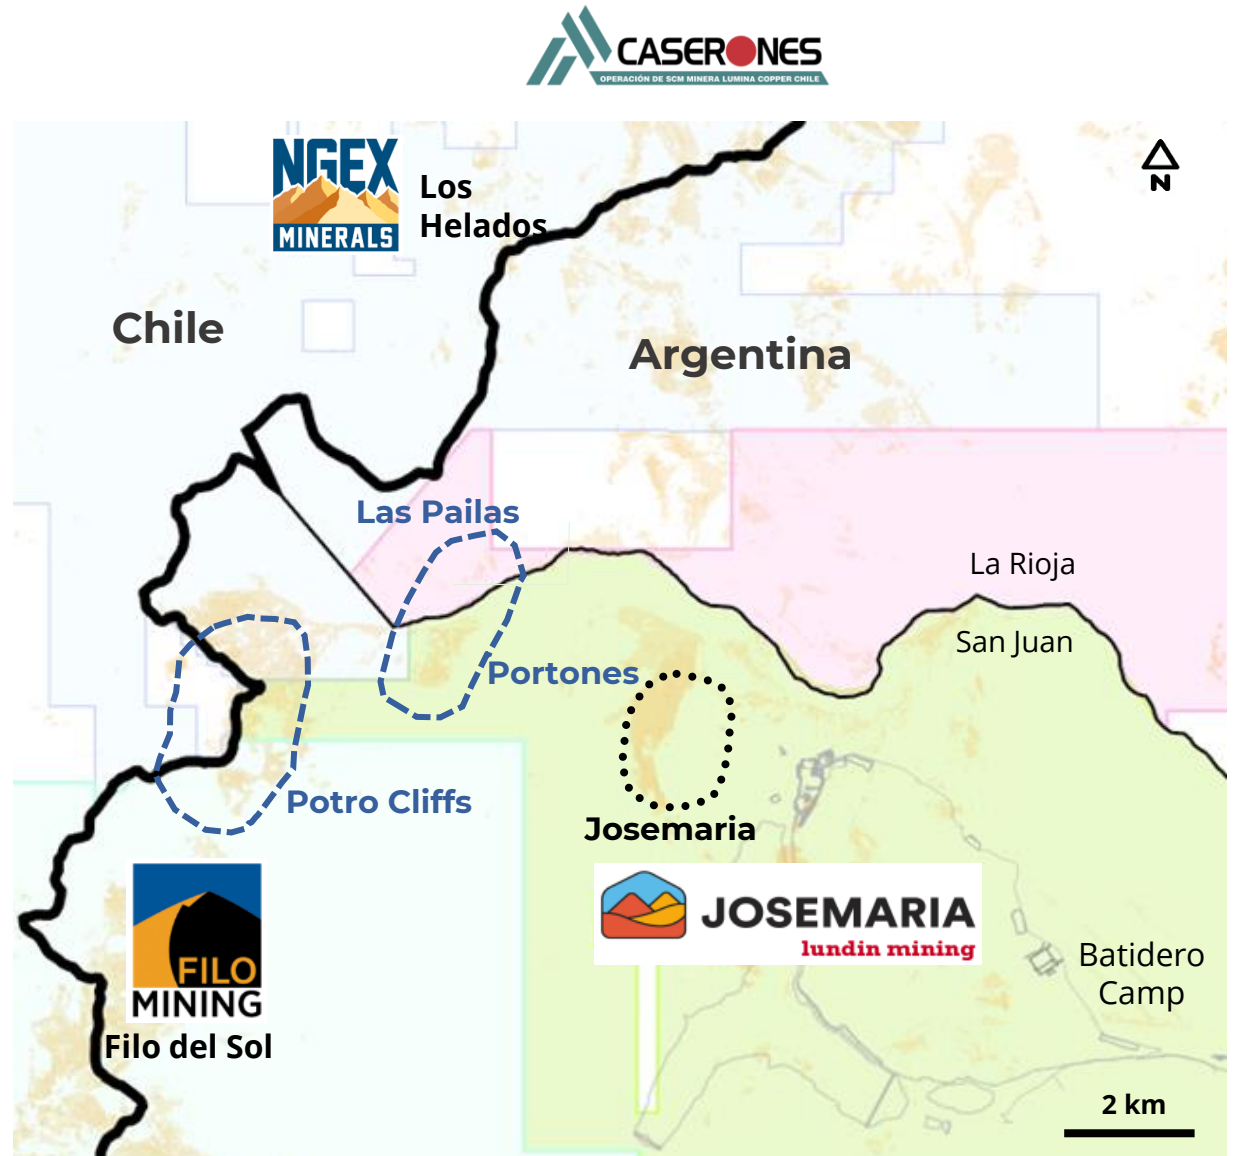 CASERONES
OPERACIÓN DE SCM MINERA LUMINA COPPER CHILE
NGEX
MINERALS
Los
Helados
N
Chile
Argentina
Las Pailas
La Rioja
San Juan
Portones
Potro Cliffs
Josemaria
JOSEMARIA
lundin mining
FILO
MINING
Filo del Sol
Batidero
Camp
2 km